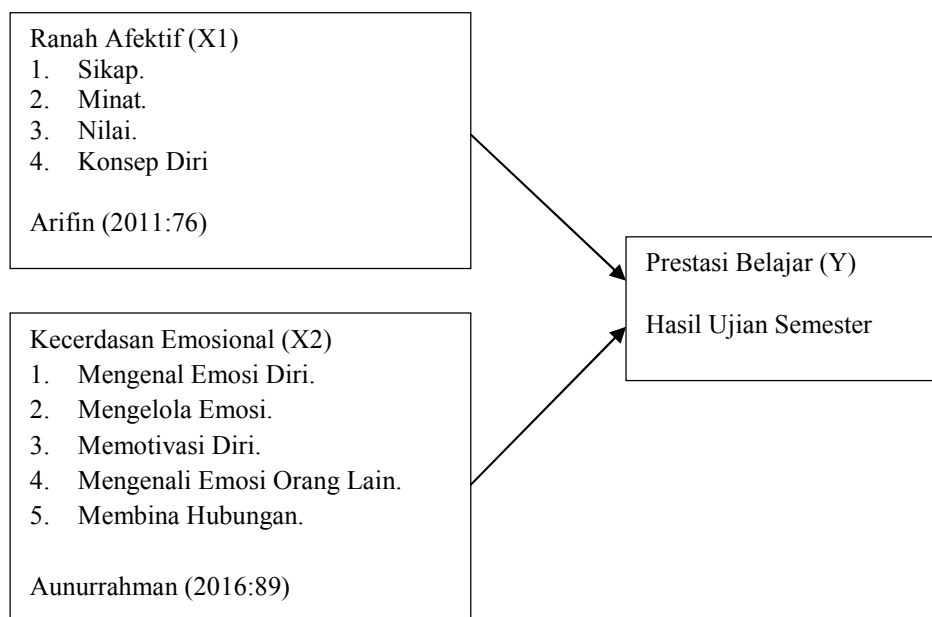 Ranah Afektif (X1)
1. Sikap.
2. Minat.
3. Nilai.
4. Konsep Diri
Arifin (2011:76)
Kecerdasan Emosional (X2)
1. Mengenal Emosi Diri.
2. Mengelola Emosi.
3. Memotivasi Diri.
4. Mengenali Emosi Orang Lain.
5. Membina Hubungan.
Aunurrahman (2016:89)
Prestasi Belajar (Y)
Hasil Ujian Semester